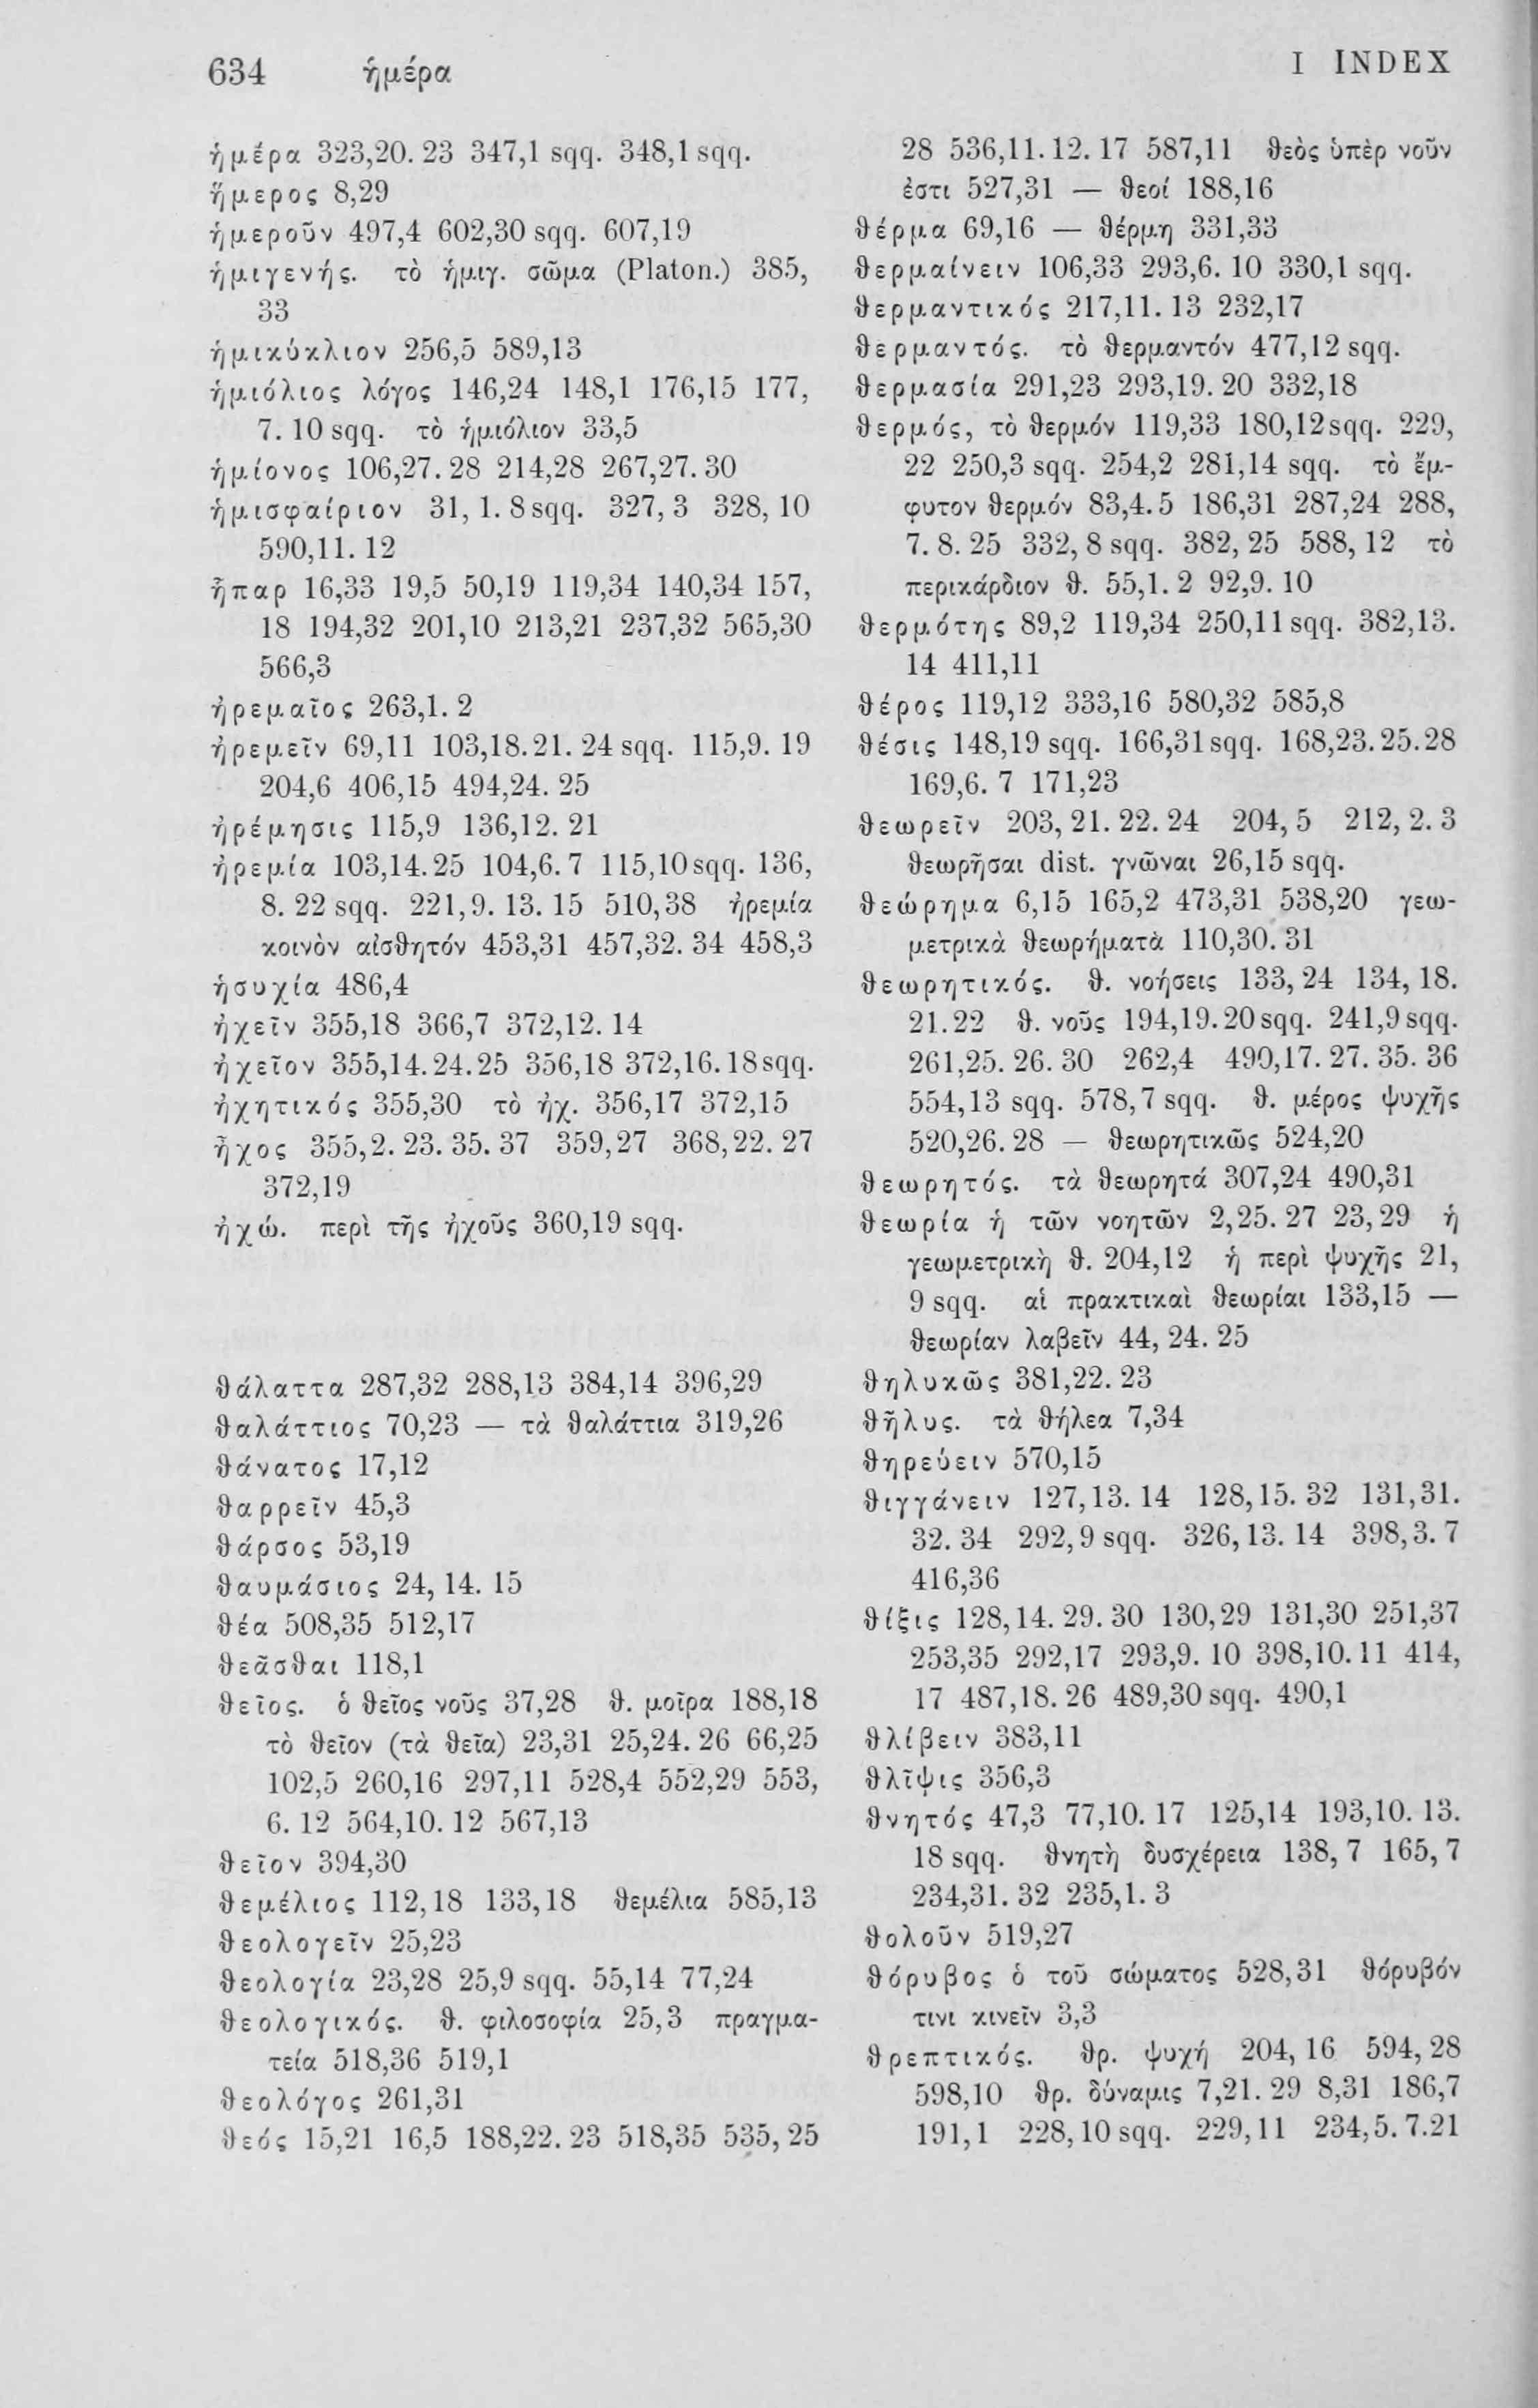 634 ἡμέρα I INDEX
ἡμέρα 323,20. 23 347,1 sqq. 348,1 sqq.
ἥμερος 8,29
ἡμεροῦν 497,4 602,30 sqq. 607,19
ἡμιγενής. τὸ ἡμιγ. σῶμα (Platon.) 385,
33
ἡμικύκλιον 256,5 589,13
ἡμιόλιος λόγος 146,24 148,1 176,15 177,
7. 10 sqq. τὸ ἡμιόλιον 33,5
ἡμίονος 106,27. 28 214,28 267,27. 30
ἡμισφαίριον 31, 1. 8 sqq. 327, 3 328, 10
590,11. 12
ἧπαρ 16,33 19,5 50,19 119,34 140,34 157,
18 194,32 201,10 213,21 237,32 565,30
566,3
ἠρεμαῖος 263,1. 2
ἠρεμεῖν 69,11 103,18. 21. 24 sqq. 115,9. 19
204,6 406,15 494,24. 25
ἠρέμησις 115,9 136,12. 21
ἠρεμία 103,14. 25 104,6. 7 115,10 sqq. 136,
8. 22 sqq. 221,9. 13. 15 510,38 ἠρεμία
κοινὸν αἰσθητόν 453,31 457,32. 34 458,3
ἡσυχία 486,4
ἠχεῖν 355,18 366,7 372,12. 14
ἠχεῖον 355,14. 24. 25 356,18 372,16. 18 sqq.
ἠχητικός 355,30 τὸ ἠχ. 356,17 372,15
ἦχος 355,2. 23. 35. 37 359,27 368,22. 27
372,19
ἠχώ. περὶ τῆς ἠχοῦς 360,19 sqq.
θάλαττα 287,32 288,13 384,14 396,29
θαλάττιος 70,23 — τὰ θαλάττια 319,26
θάνατος 17,12
θαρρεῖν 45,3
θάρσος 53,19
θαυμάσιος 24, 14. 15
θέα 508,35 512,17
θεᾶσθαι 118,1
θεῖος. ὁ θεῖος νοῦς 37,28 θ. μοῖρα 188,18
τὸ θεῖον (τὰ θεῖα) 23,31 25,24. 26 66,25
102,5 260,16 297,11 528,4 552,29 553,
6. 12 564,10. 12 567,13
θεῖον 394,30
θεμέλιος 112,18 133,18 θεμέλια 585,13
θεολογεῖν 25,23
θεολογία 23,28 25,9 sqq. 55,14 77,24
θεολογικός. θ. φιλοσοφία 25,3 πραγμα-
τεία 518,36 519,1
θεολόγος 261,31
θεός 15,21 16,5 188,22. 23 518,35 535, 25
28 536,11. 12. 17 587,11 θεὸς ὑπὲρ νοῦν
ἐστι 527,31 — θεοί 188,16
θέρμα 69,16 — θέρμη 331,33
θερμαίνειν 106,33 293,6. 10 330,1 sqq.
θερμαντικός 217,11. 13 232,17
θερμαντός. τὸ θερμαντόν 477,12 sqq.
θερμασία 291,23 293,19. 20 332,18
θερμός, τὸ θερμόν 119,33 180,12 sqq. 229,
22 250,3 sqq. 254,2 281,14 sqq. τὸ ἔμ-
φυτον θερμόν 83,4. 5 186,31 287,24 288,
7. 8. 25 332, 8 sqq. 382, 25 588, 12 τὸ
περικάρδιον θ. 55,1. 2 92,9. 10
θερμότης 89,2 119,34 250,11 sqq. 382,13.
14 411,11
θέρος 119,12 333,16 580,32 585,8
θέσις 148,19 sqq. 166,31 sqq. 168,23. 25. 28
169,6. 7 171,23
θεωρεῖν 203, 21. 22. 24 204, 5 212, 2. 3
θεωρῆσαι dist. γνῶναι 26,15 sqq.
θεώρημα 6,15 165,2 473,31 538,20 γεω-
μετρικὰ θεωρήματὰ 110,30. 31
θεωρητικός. θ. νοήσεις 133, 24 134, 18.
21. 22 θ. νοῦς 194,19. 20 sqq. 241,9 sqq.
261,25. 26. 30 262,4 490,17. 27. 35. 36
554,13 sqq. 578,7 sqq. θ. μέρος ψυχῆς
520,26. 28 — θεωρητικῶς 524,20
θεωρητός. τὰ θεωρητά 307,24 490,31
θεωρία ἡ τῶν νοητῶν 2,25. 27 23,29 ἡ
γεωμετρικὴ θ. 204,12 ἡ περὶ ψυχῆς 21,
9 sqq. αἱ πρακτικαὶ θεωρίαι 133,15 —
θεωρίαν λαβεῖν 44, 24. 25
θηλυκῶς 381,22. 23
θῆλυς. τὰ θήλεα 7,34
θηρεύειν 570,15
θιγγάνειν 127,13. 14 128,15. 32 131,31.
32. 34 292, 9 sqq. 326, 13. 14 398, 3. 7
416,36
θίξις 128,14. 29. 30 130,29 131,30 251,37
253,35 292,17 293,9. 10 398,10. 11 414,
17 487,18. 26 489,30 sqq. 490,1
θλίβειν 383,11
θλῖψις 356,3
θνητός 47,3 77,10. 17 125,14 193,10. 13.
18 sqq. θνητὴ δυσχέρεια 138, 7 165, 7
234,31. 32 235,1. 3
θολοῦν 519,27
θόρυβος ὁ τοῦ σώματος 528,31 θόρυβόν
τινι κινεῖν 3,3
θρεπτικός. θρ. ψυχή 204, 16 594, 28
598,10 θρ. δύναμις 7,21. 29 8,31 186,7
191,1 228, 10 sqq. 229,11 234,5. 7. 21